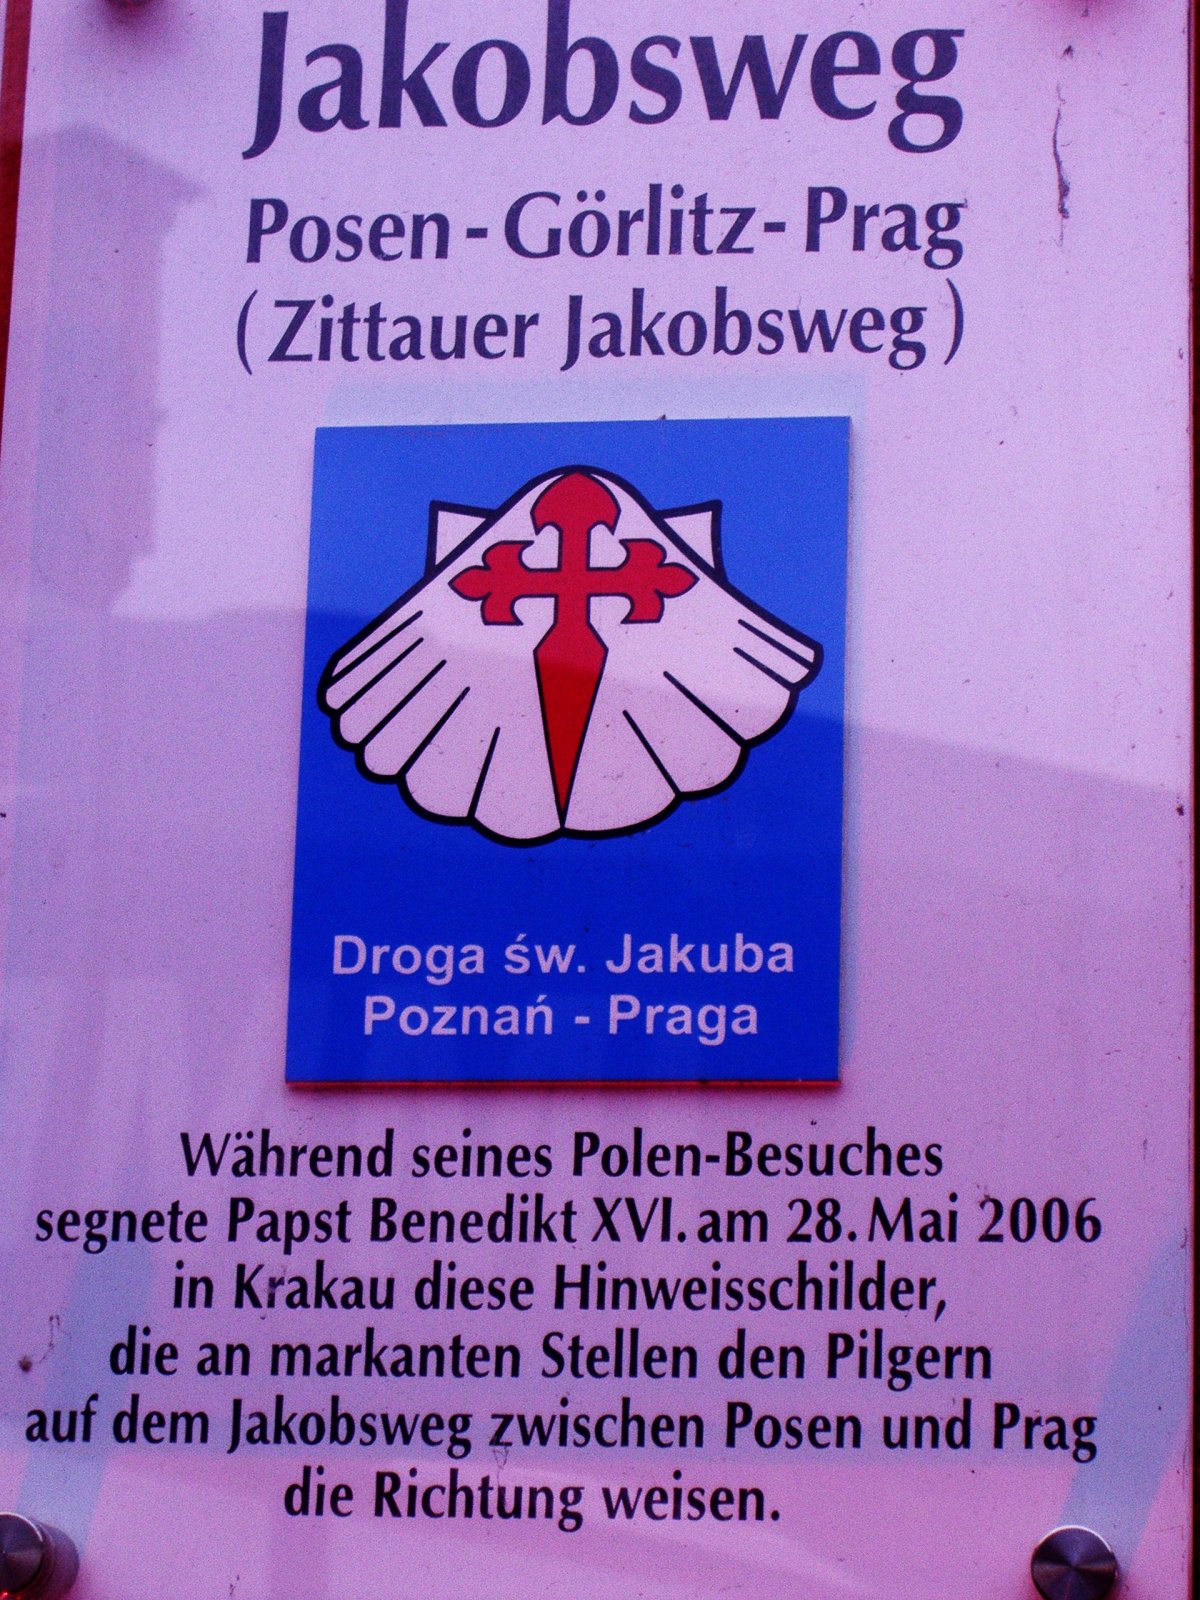 Jakobsweg
Posen-Görlitz-Prag
(Zittauer Jakobsweg)
Droga św. Jakuba
Poznań - Praga
Während seines Polen-Besuches
segnete Papst Benedikt XVI. am 28. Mai 2006
in Krakau diese Hinweisschilder,
die an markanten Stellen den Pilgern
auf dem Jakobsweg zwischen Posen und Prag
die Richtung weisen.